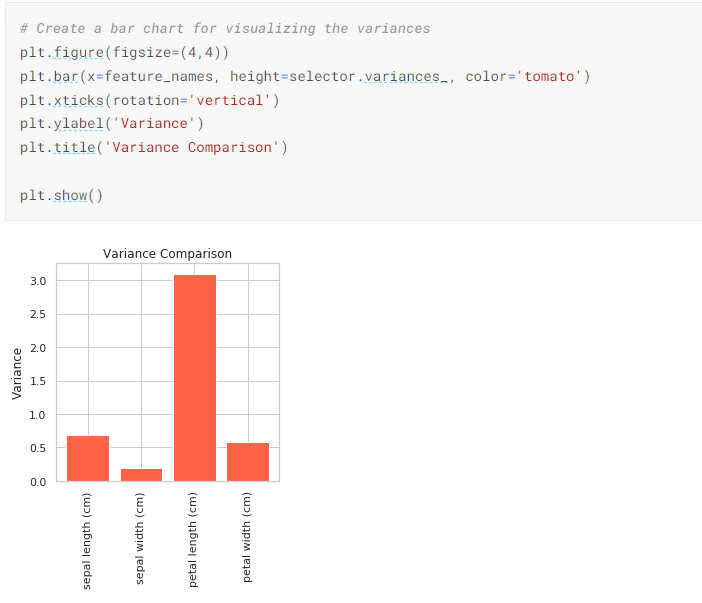 # Create a bar chart for visualizing the variances
plt.figure(figsize=(4,4))
plt.bar(x=feature_names, height=selector.variances_, color='tomato')
plt.xticks(rotation='vertical')
plt.ylabel('Variance')
plt.title('Variance Comparison')
plt.show()
Variance Comparison
3.0
2.5
2.0
1.5
1.0
0.5
0.0
Variance
sepal length (cm)
sepal width (cm)
petal length (cm)
petal width (cm)